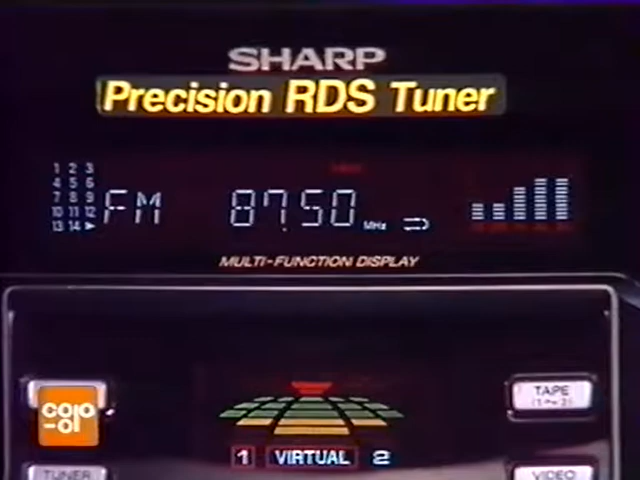 SHARP
Precision RDS Tuner
1 2 3
4 5 6
7 8 9
10 11 12
13 14
FM 87.50 MHz
MULTI-FUNCTION DISPLAY
TAPE
1 VIRTUAL 2
TUNER
VIDEO